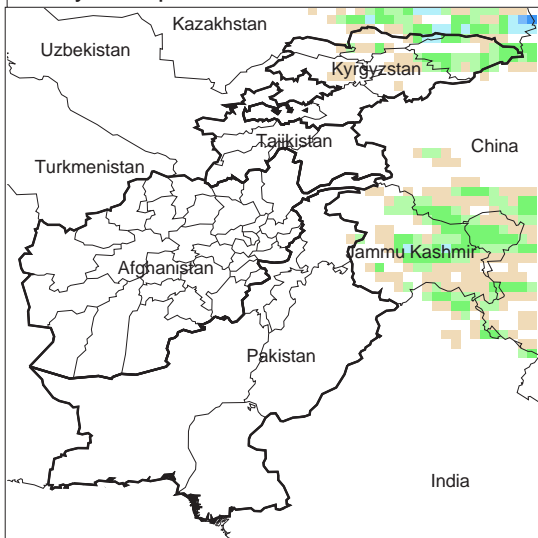 Kazakhstan
Uzbekistan
Kyrgyzstan
Tajikistan
China
Turkmenistan
Jammu Kashmir
Afghanistan
Pakistan
India